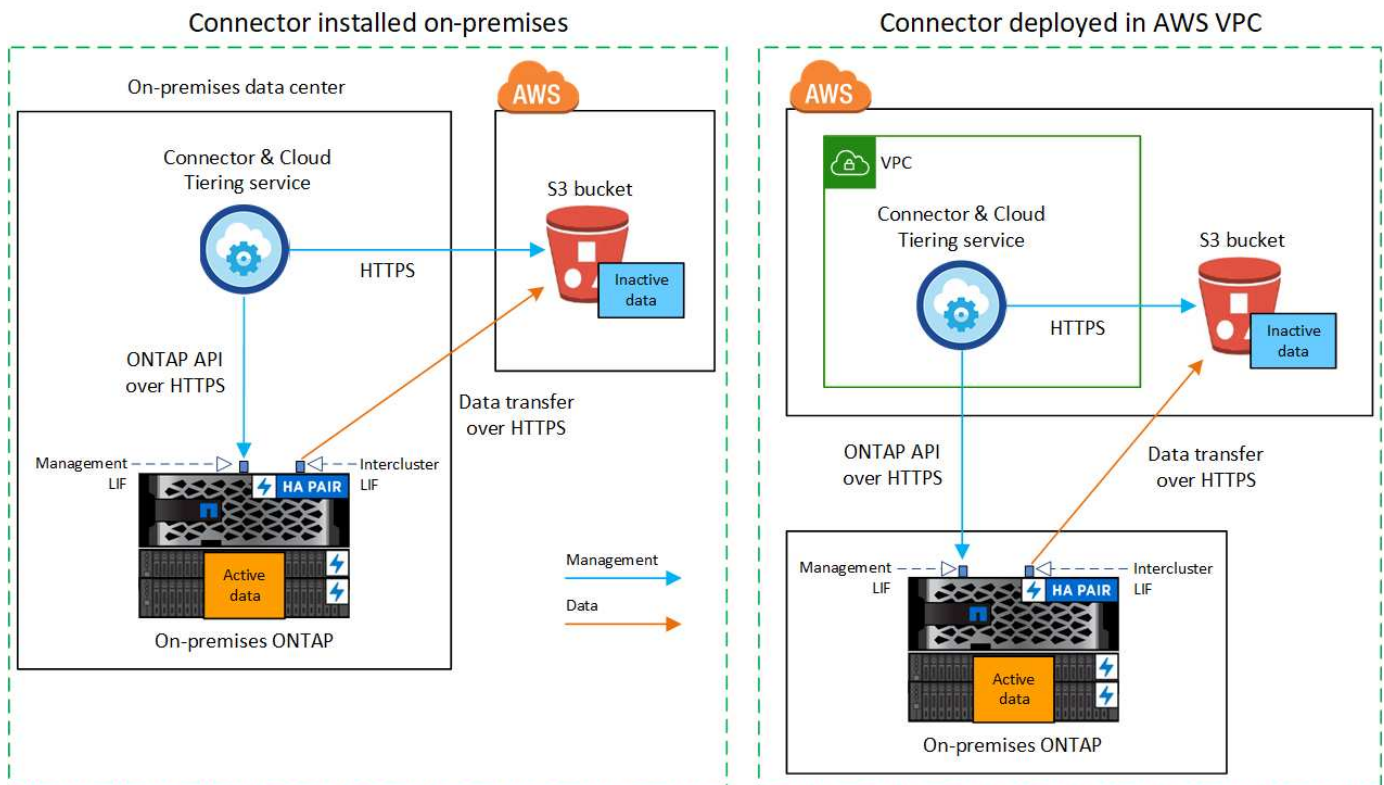 Connector installed on-premises
On-premises data center
AWS
Connector & Cloud
Tiering service
S3 bucket
HTTPS
Inactive
data
ONTAP API
over HTTPS
Data transfer
over HTTPS
Management
LIF
Intercluster
LIF
HA PAIR
Active
data
On-premises ONTAP
Management
Data
Connector deployed in AWS VPC
AWS
VPC
Connector & Cloud
Tiering service
S3 bucket
HTTPS
Inactive
data
ONTAP API
over HTTPS
Data transfer
over HTTPS
Management
LIF
Intercluster
LIF
HA PAIR
Active
data
On-premises ONTAP